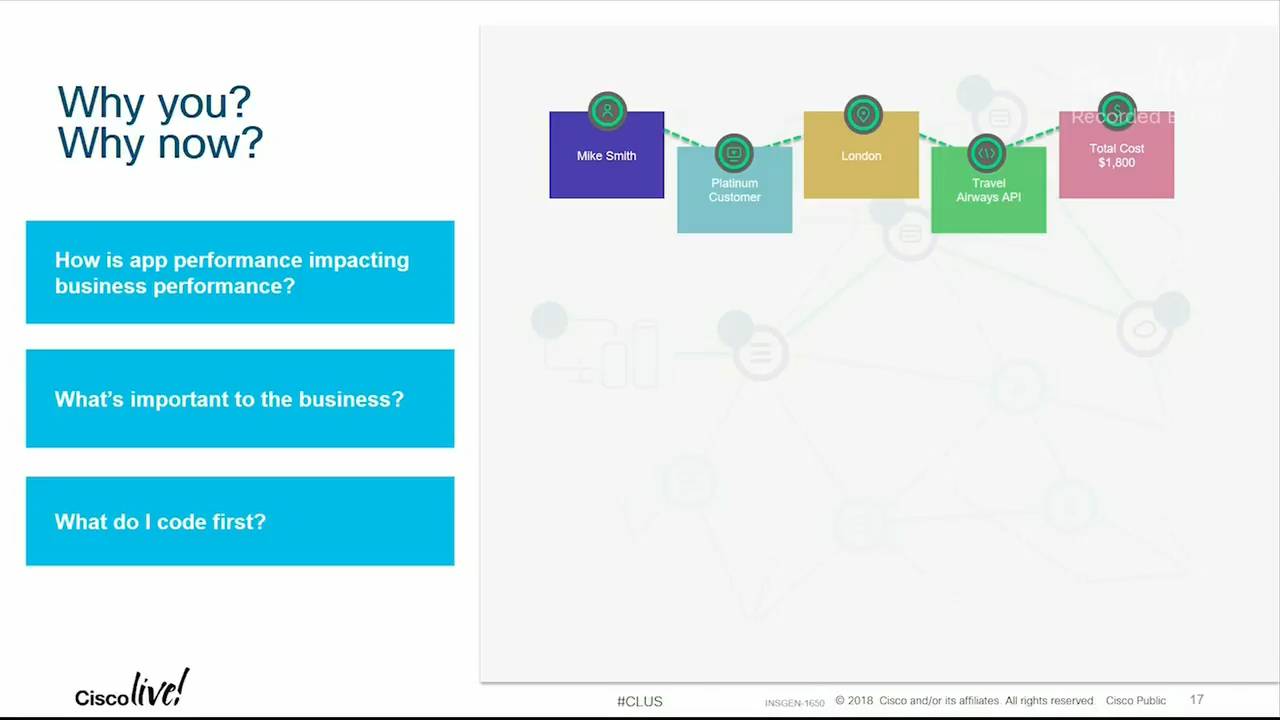 Why you?
Why now?
How is app performance impacting
business performance?
What's important to the business?
What do I code first?
Mike Smith
Platinum
Customer
London
Travel
Airways API
Total Cost
$1,800
live!
Recorded
Cisco live!
#CLUS
INSGEN-1650
© 2018 Cisco and/or its affiliates. All rights reserved. Cisco Public
17